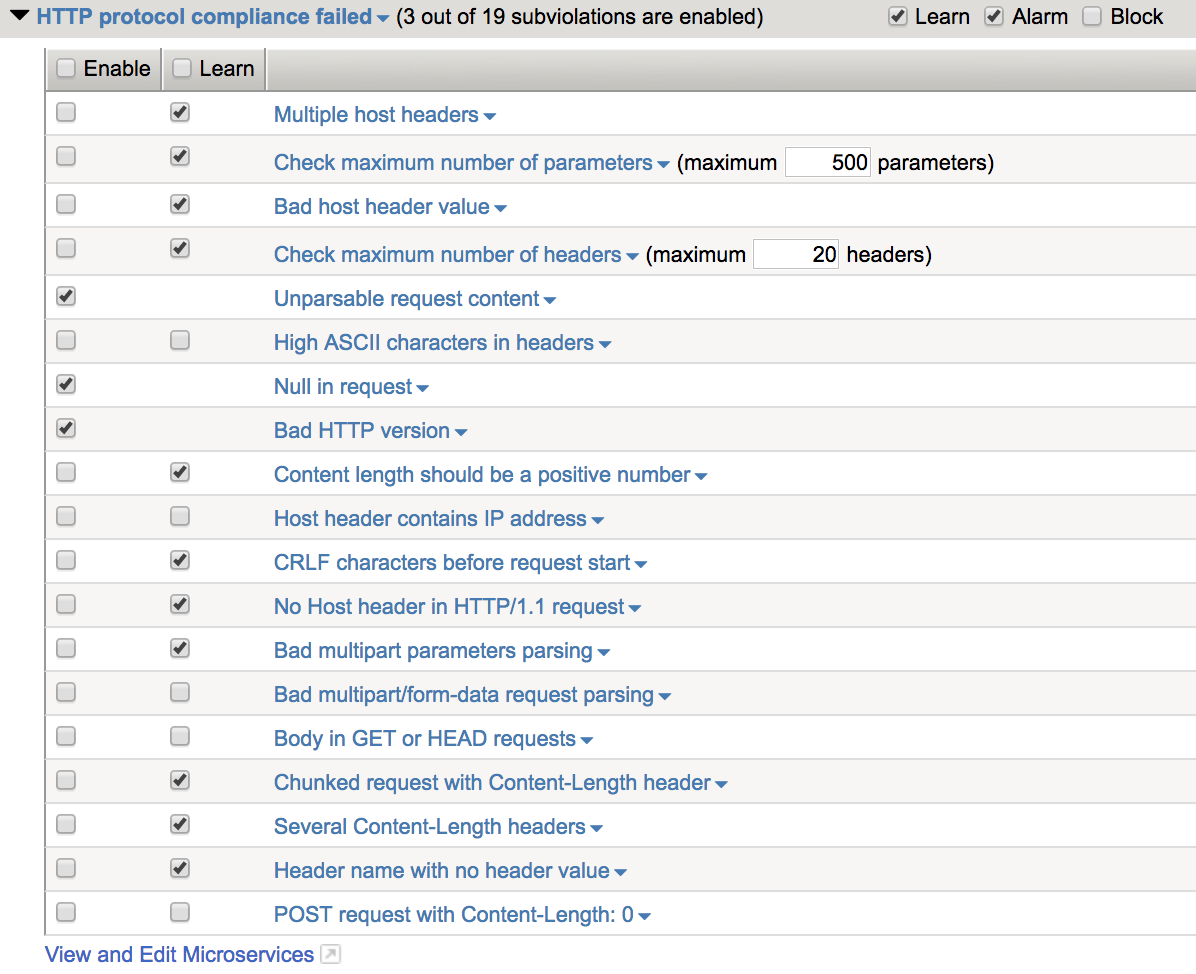 HTTP protocol compliance failed (3 out of 19 subviolations are enabled) Learn Alarm Block
Enable Learn
Multiple host headers
Check maximum number of parameters (maximum 500 parameters)
Bad host header value
Check maximum number of headers (maximum 20 headers)
Unparsable request content
High ASCII characters in headers
Null in request
Bad HTTP version
Content length should be a positive number
Host header contains IP address
CRLF characters before request start
No Host header in HTTP/1.1 request
Bad multipart parameters parsing
Bad multipart/form-data request parsing
Body in GET or HEAD requests
Chunked request with Content-Length header
Several Content-Length headers
Header name with no header value
POST request with Content-Length: 0
View and Edit Microservices